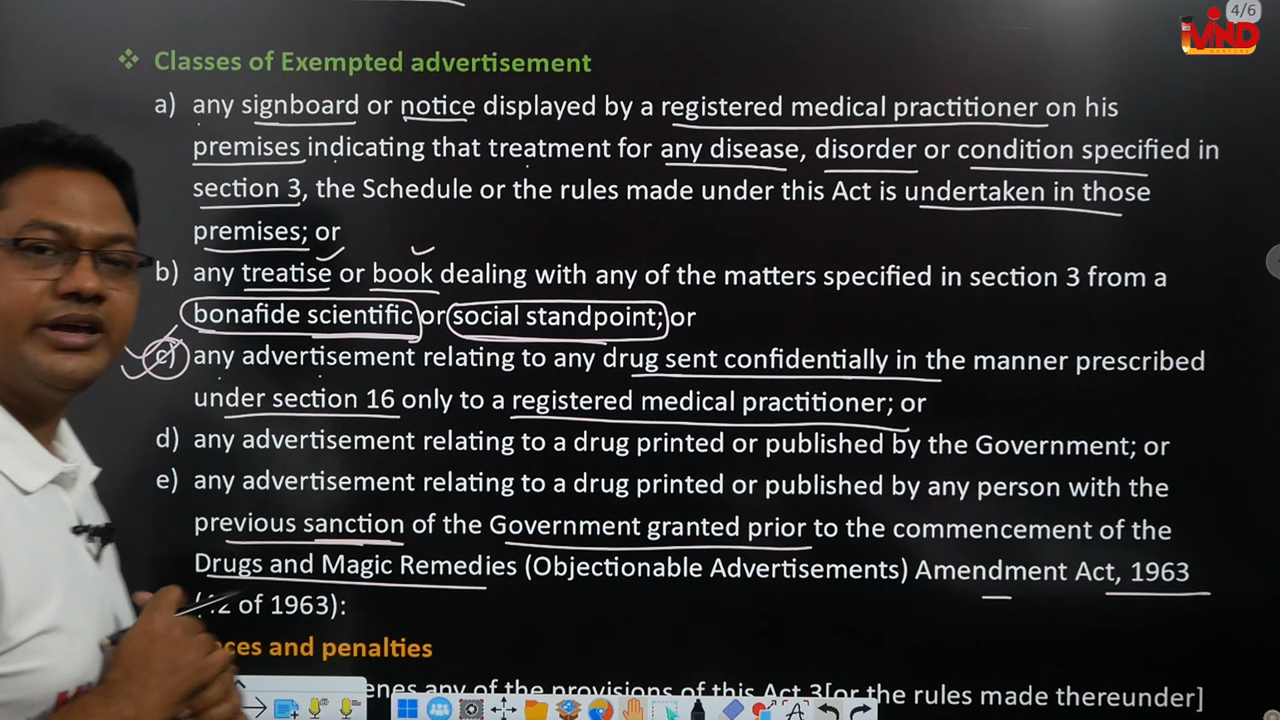 4/6
MIND
NURTURE
❖ Classes of Exempted advertisement
a) any signboard or notice displayed by a registered medical practitioner on his
premises indicating that treatment for any disease, disorder or condition specified in
section 3, the Schedule or the rules made under this Act is undertaken in those
premises; or
b) any treatise or book dealing with any of the matters specified in section 3 from a
bonafide scientific or social standpoint; or
c) any advertisement relating to any drug sent confidentially in the manner prescribed
under section 16 only to a registered medical practitioner; or
d) any advertisement relating to a drug printed or published by the Government; or
e) any advertisement relating to a drug printed or published by any person with the
previous sanction of the Government granted prior to the commencement of the
Drugs and Magic Remedies (Objectionable Advertisements) Amendment Act, 1963
(42 of 1963):
nces and penalties
enes any of the provisions of this Act 3[or the rules made thereunder]